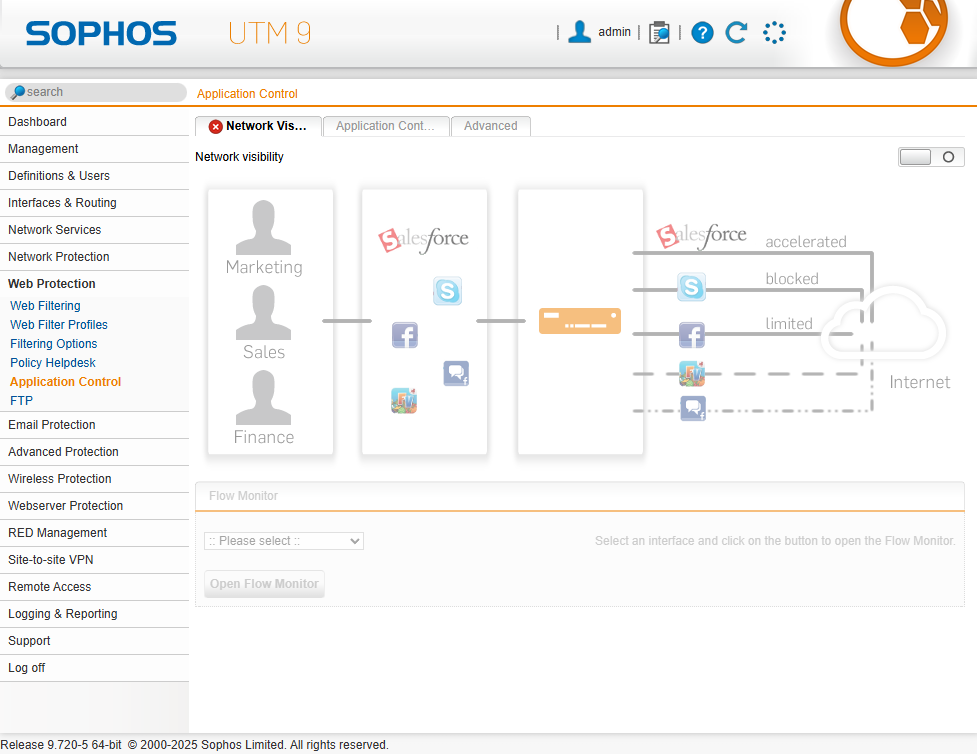 SOPHOS UTM 9 | admin | | ?
search Application Control
Dashboard
Management
Definitions & Users
Interfaces & Routing
Network Services
Network Protection
Web Protection
Web Filtering
Web Filter Profiles
Filtering Options
Policy Helpdesk
Application Control
FTP
Email Protection
Advanced Protection
Wireless Protection
Webserver Protection
RED Management
Site-to-site VPN
Remote Access
Logging & Reporting
Support
Log off
Network Vis... Application Cont... Advanced
Network visibility
Marketing
Sales
Finance
Salesforce
S
f
Salesforce
accelerated
S
blocked
f
limited
Internet
Flow Monitor
:: Please select :: Select an interface and click on the button to open the Flow Monitor.
Open Flow Monitor
Release 9.720-5 64-bit © 2000-2025 Sophos Limited. All rights reserved.